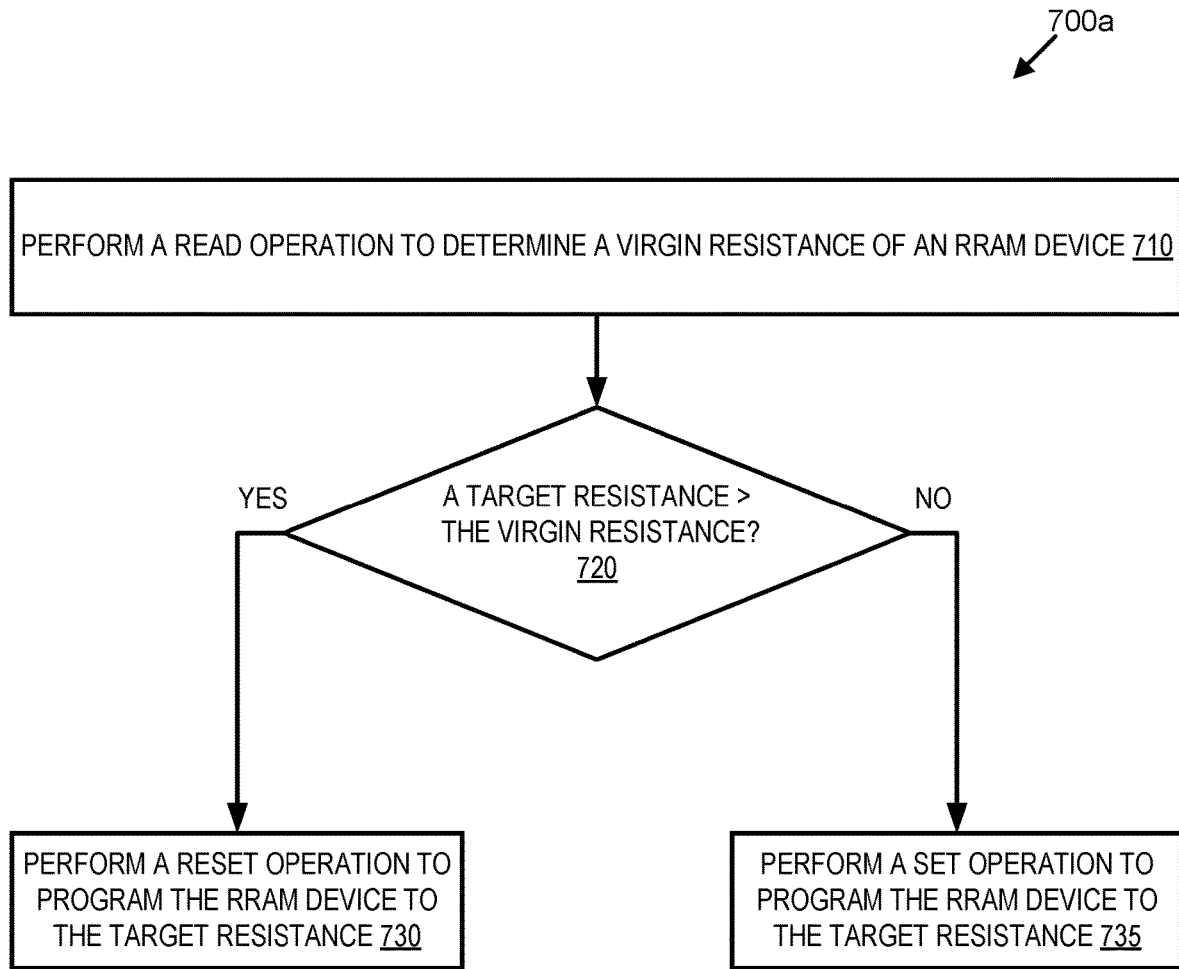 700a
PERFORM A READ OPERATION TO DETERMINE A VIRGIN RESISTANCE OF AN RRAM DEVICE 710
A TARGET RESISTANCE >
THE VIRGIN RESISTANCE?
720
YES
NO
PERFORM A RESET OPERATION TO
PROGRAM THE RRAM DEVICE TO
THE TARGET RESISTANCE 730
PERFORM A SET OPERATION TO
PROGRAM THE RRAM DEVICE TO
THE TARGET RESISTANCE 735